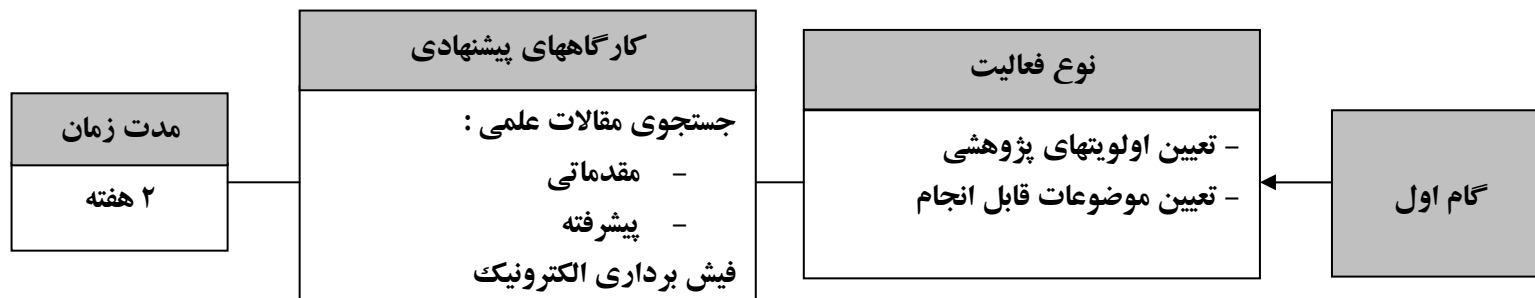 گام اول
نوع فعالیت
- تعیین اولویتهای پژوهشی
- تعیین موضوعات قابل انجام
کارگاههای پیشنهادی
جستجوی مقالات علمی :
- مقدماتی
- پیشرفته
فیش برداری الکترونیک
مدت زمان
۲ هفته